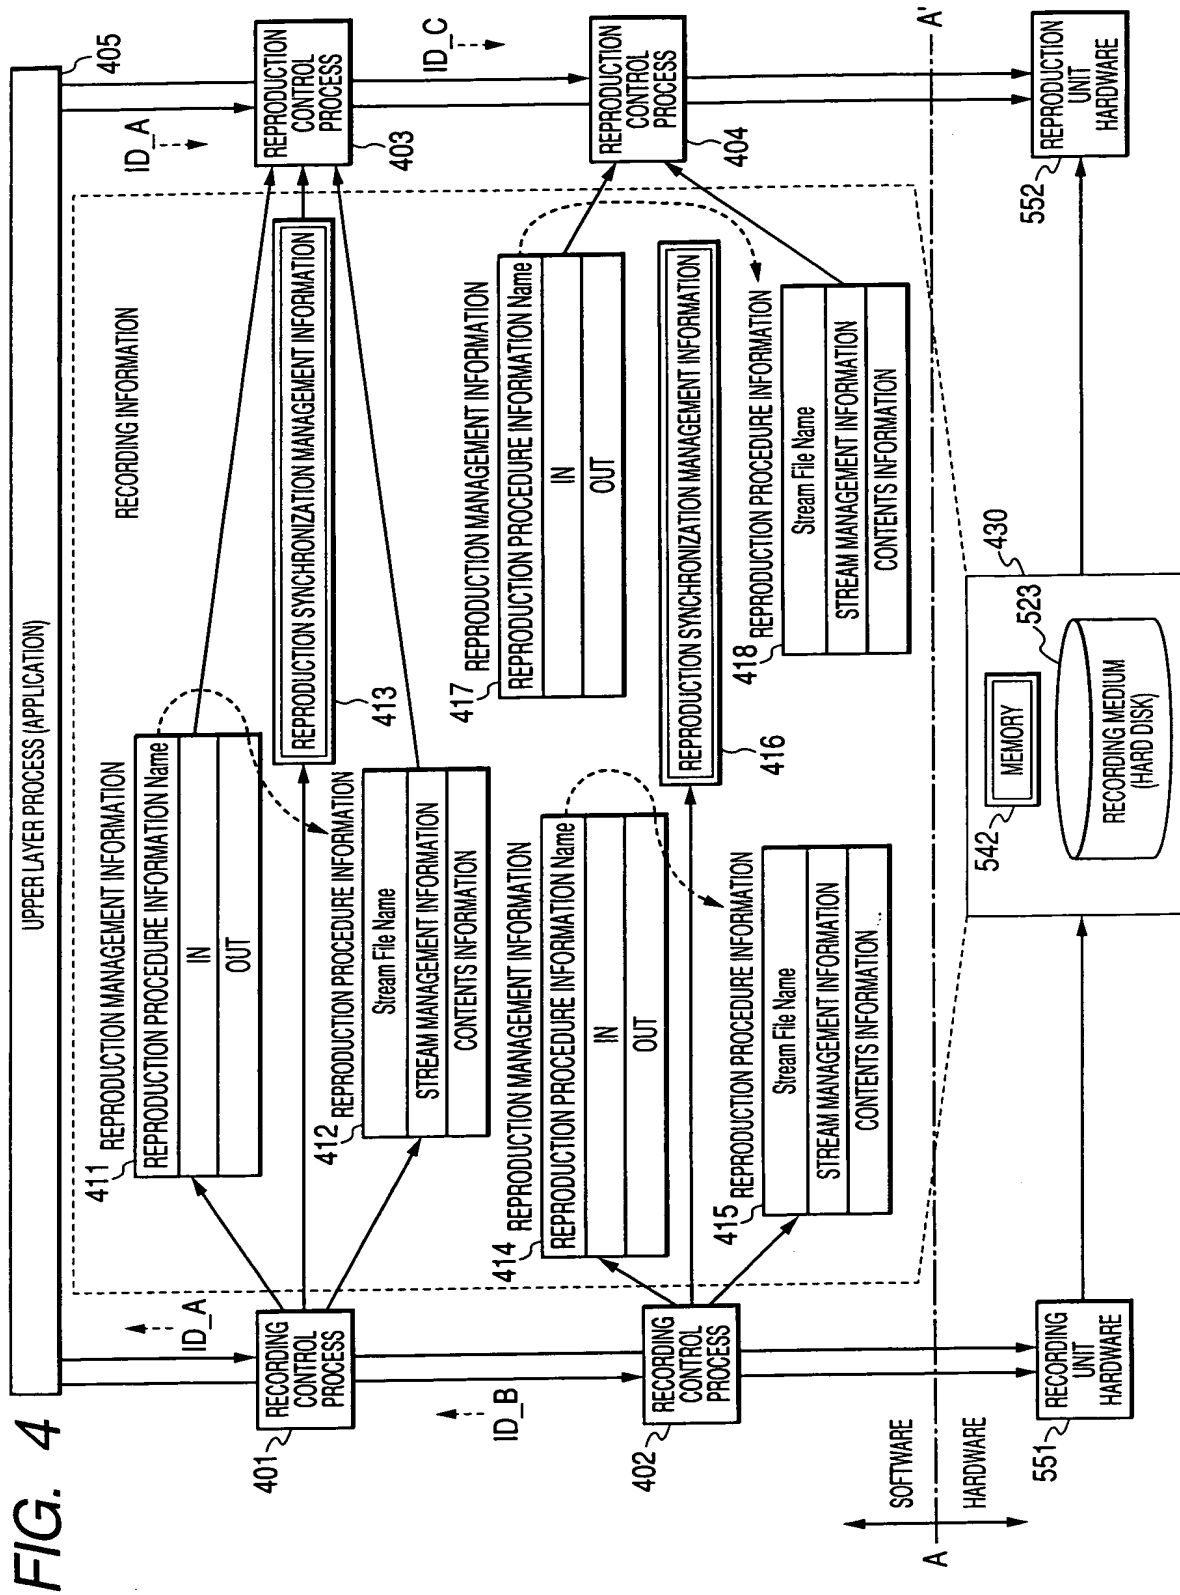 FIG. 4
UPPER LAYER PROCESS (APPLICATION)
405
ID_A
ID_A
RECORDING INFORMATION
401
RECORDING
CONTROL
PROCESS
411
REPRODUCTION MANAGEMENT INFORMATION
REPRODUCTION PROCEDURE INFORMATION Name
IN
OUT
REPRODUCTION SYNCHRONIZATION MANAGEMENT INFORMATION
413
412
REPRODUCTION PROCEDURE INFORMATION
Stream File Name
STREAM MANAGEMENT INFORMATION
CONTENTS INFORMATION
REPRODUCTION
CONTROL
PROCESS
403
ID_B
ID_C
402
RECORDING
CONTROL
PROCESS
414
REPRODUCTION MANAGEMENT INFORMATION
REPRODUCTION PROCEDURE INFORMATION Name
IN
OUT
417
REPRODUCTION MANAGEMENT INFORMATION
REPRODUCTION PROCEDURE INFORMATION Name
IN
OUT
REPRODUCTION SYNCHRONIZATION MANAGEMENT INFORMATION
416
415
REPRODUCTION PROCEDURE INFORMATION
Stream File Name
STREAM MANAGEMENT INFORMATION
CONTENTS INFORMATION...
418
REPRODUCTION PROCEDURE INFORMATION
Stream File Name
STREAM MANAGEMENT INFORMATION
CONTENTS INFORMATION
REPRODUCTION
CONTROL
PROCESS
404
SOFTWARE
A
A'
HARDWARE
551
RECORDING
UNIT
HARDWARE
430
542
MEMORY
523
RECORDING MEDIUM
(HARD DISK)
552
REPRODUCTION
UNIT
HARDWARE